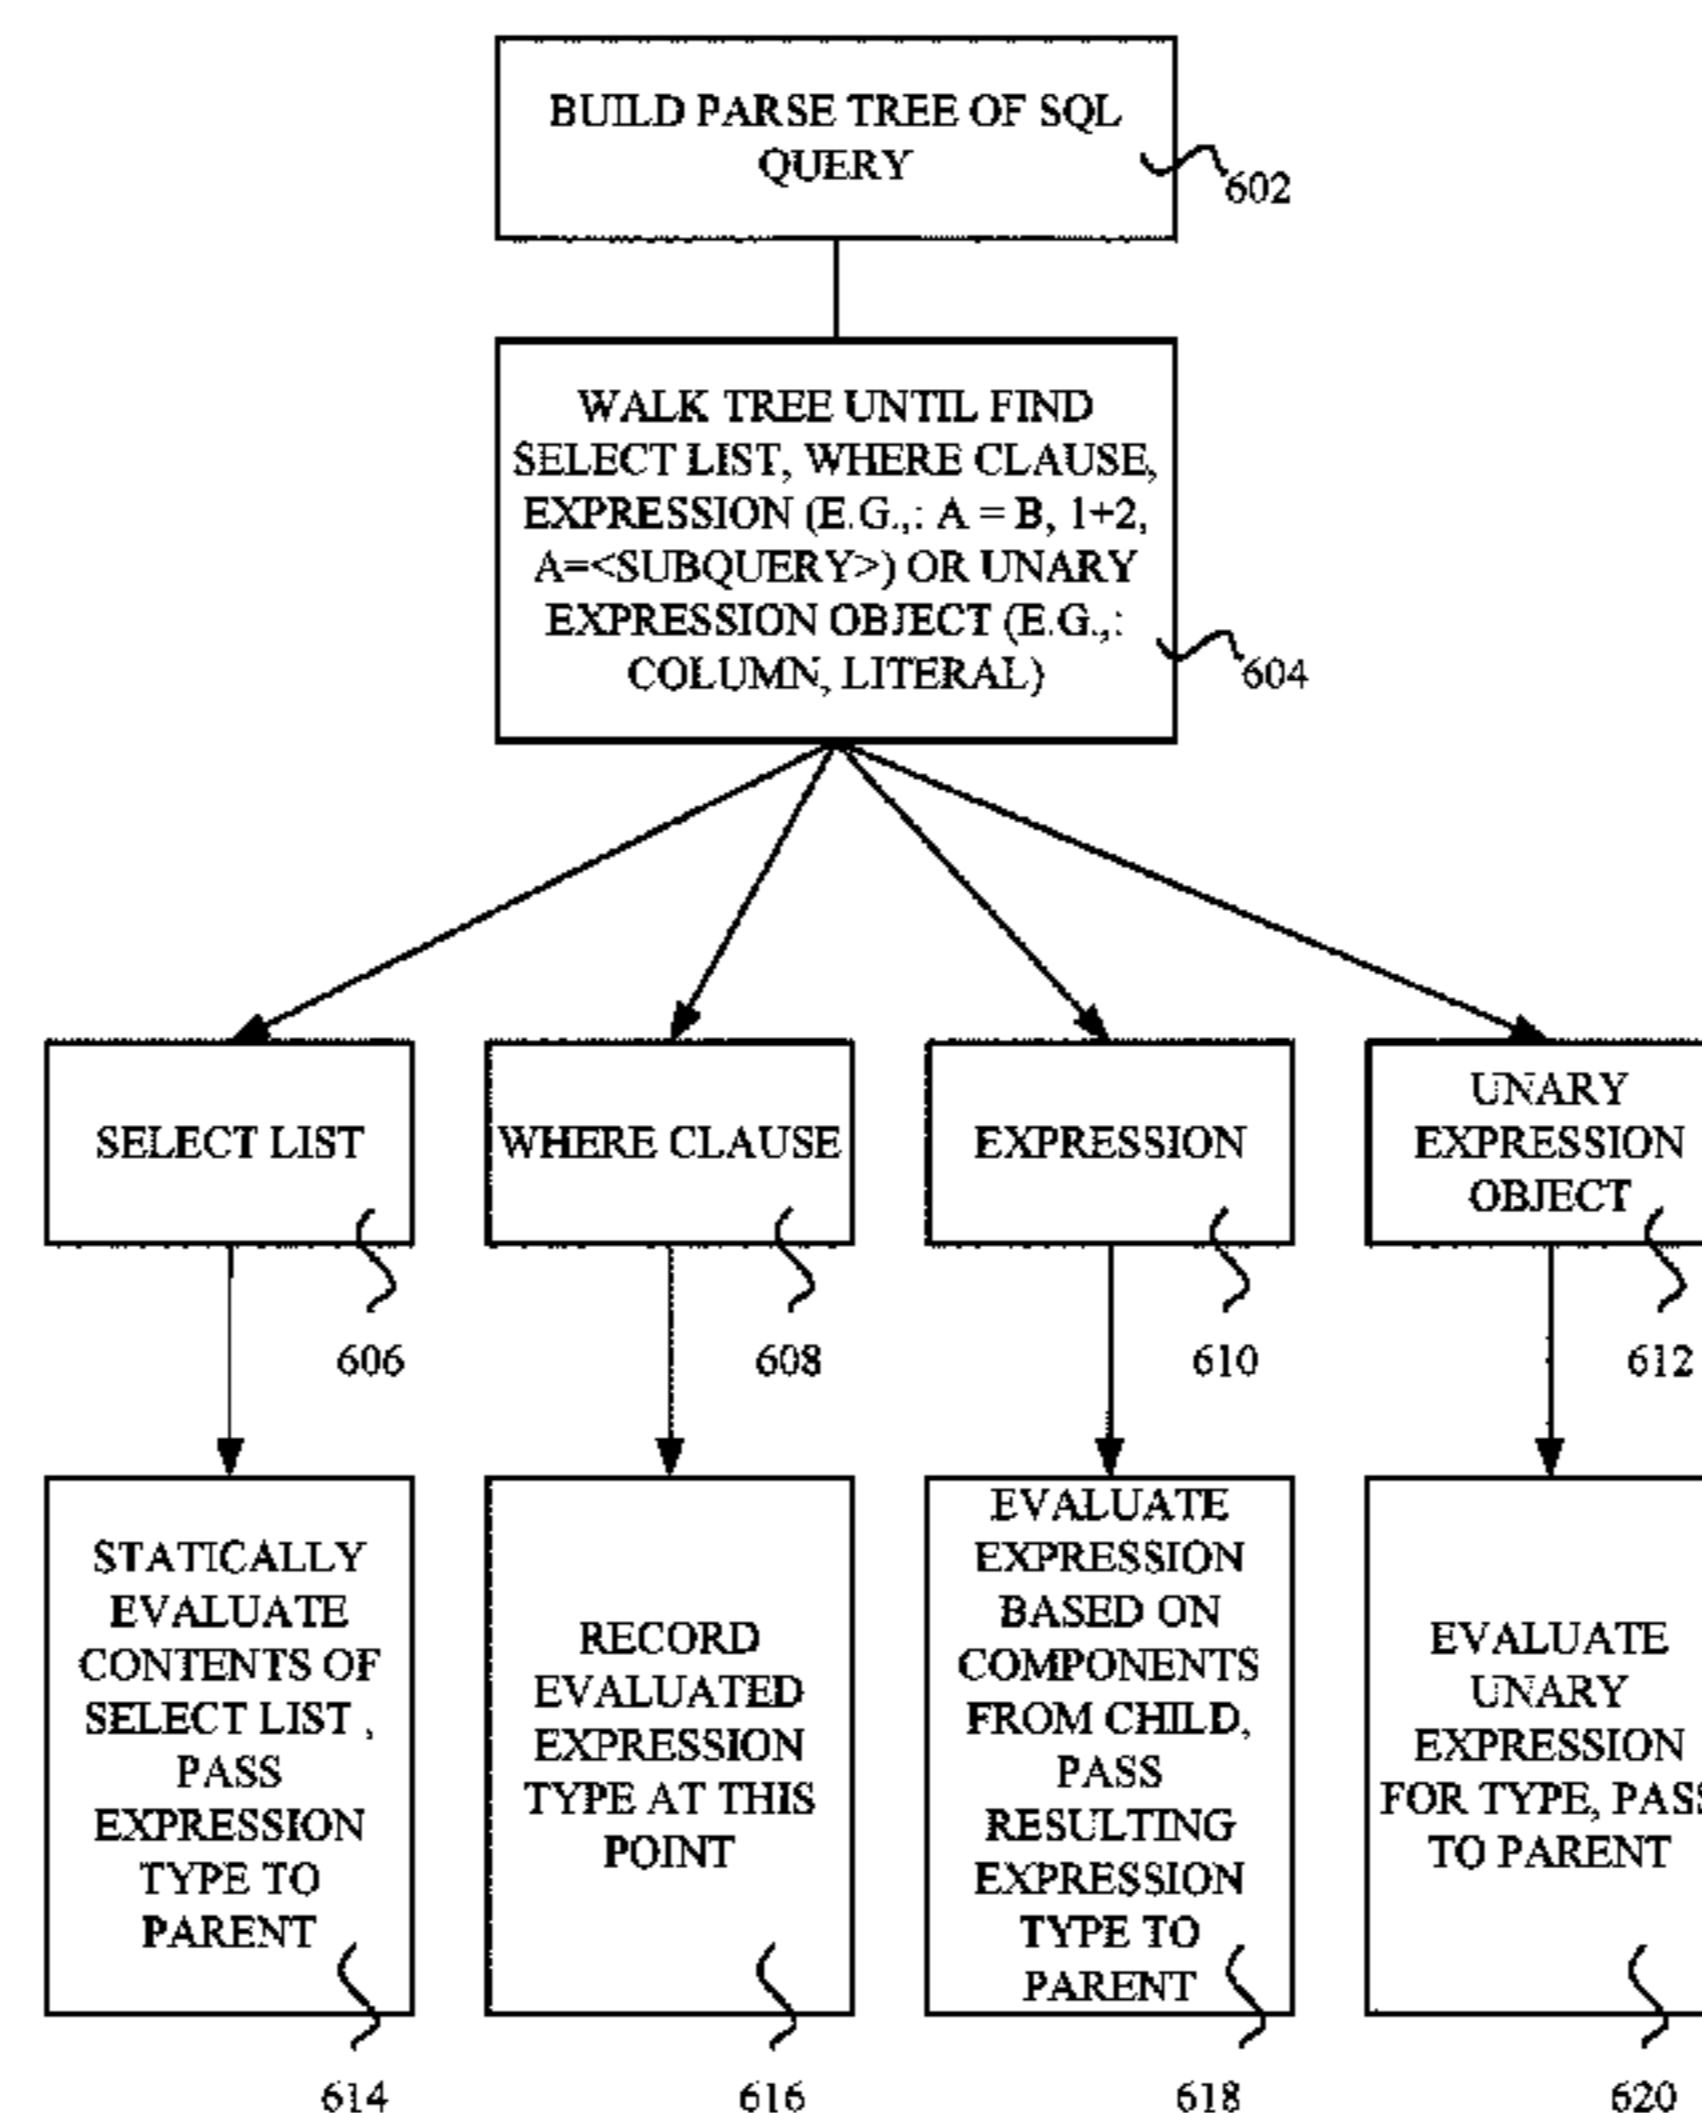 BUILD PARSE TREE OF SQL
QUERY
602
WALK TREE UNTIL FIND
SELECT LIST, WHERE CLAUSE,
EXPRESSION (E.G.,: A = B, 1+2,
A=<SUBQUERY>) OR UNARY
EXPRESSION OBJECT (E.G.,:
COLUMN, LITERAL)
604
SELECT LIST
606
WHERE CLAUSE
608
EXPRESSION
610
UNARY
EXPRESSION
OBJECT
612
STATICALLY
EVALUATE
CONTENTS OF
SELECT LIST ,
PASS
EXPRESSION
TYPE TO
PARENT
614
RECORD
EVALUATED
EXPRESSION
TYPE AT THIS
POINT
616
EVALUATE
EXPRESSION
BASED ON
COMPONENTS
FROM CHILD,
PASS
RESULTING
EXPRESSION
TYPE TO
PARENT
618
EVALUATE
UNARY
EXPRESSION
FOR TYPE, PASS
TO PARENT
620